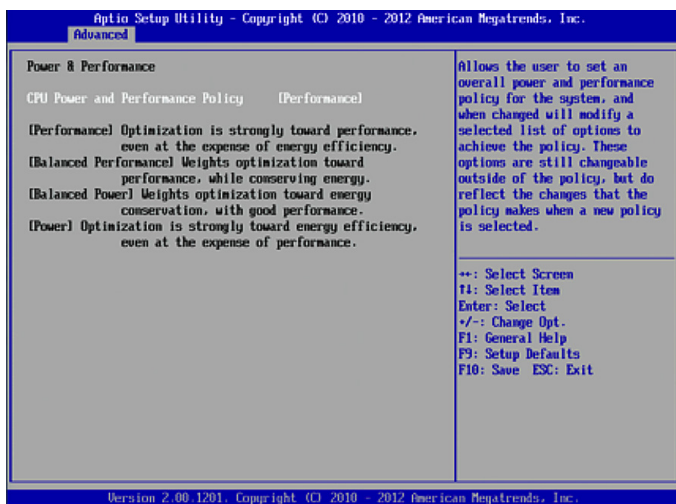 Aptio Setup Utility - Copyright (C) 2010 - 2012 American Megatrends, Inc.
Advanced
Power & Performance
CPU Power and Performance Policy [Performance]
[Performance] Optimization is strongly toward performance,
even at the expense of energy efficiency.
[Balanced Performance] Weights optimization toward
performance, while conserving energy.
[Balanced Power] Weights optimization toward energy
conservation, with good performance.
[Power] Optimization is strongly toward energy efficiency,
even at the expense of performance.
Allows the user to set an
overall power and performance
policy for the system, and
when changed will modify a
selected list of options to
achieve the policy. These
options are still changeable
outside of the policy, but do
reflect the changes that the
policy makes when a new policy
is selected.
↔: Select Screen
↑↓: Select Item
Enter: Select
+/-: Change Opt.
F1: General Help
F9: Setup Defaults
F10: Save ESC: Exit
Version 2.00.1201. Copyright (C) 2010 - 2012 American Megatrends, Inc.